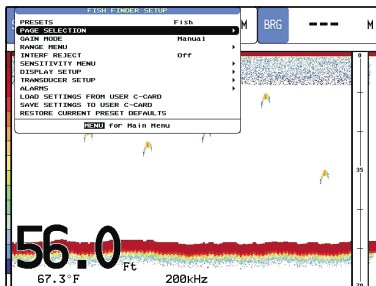 FISH FINDER SETUP
PRESETS Fish
PAGE SELECTION
GAIN MODE Manual
RANGE MENU
INTERF REJECT Off
SENSITIVITY MENU
DISPLAY SETUP
TRANSDUCER SETUP
ALARMS
LOAD SETTINGS FROM USER C-CARD
SAVE SETTINGS TO USER C-CARD
RESTORE CURRENT PRESET DEFAULTS
MENU for Main Menu
M BRG --- M
0
35
70
56.0 Ft
67.3°F 200kHz